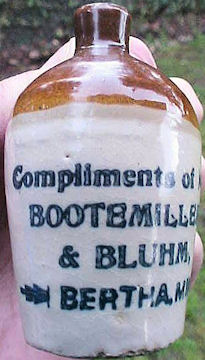 Compliments of
BOOTEMILLE
& BLUHM,
BERTHA, M